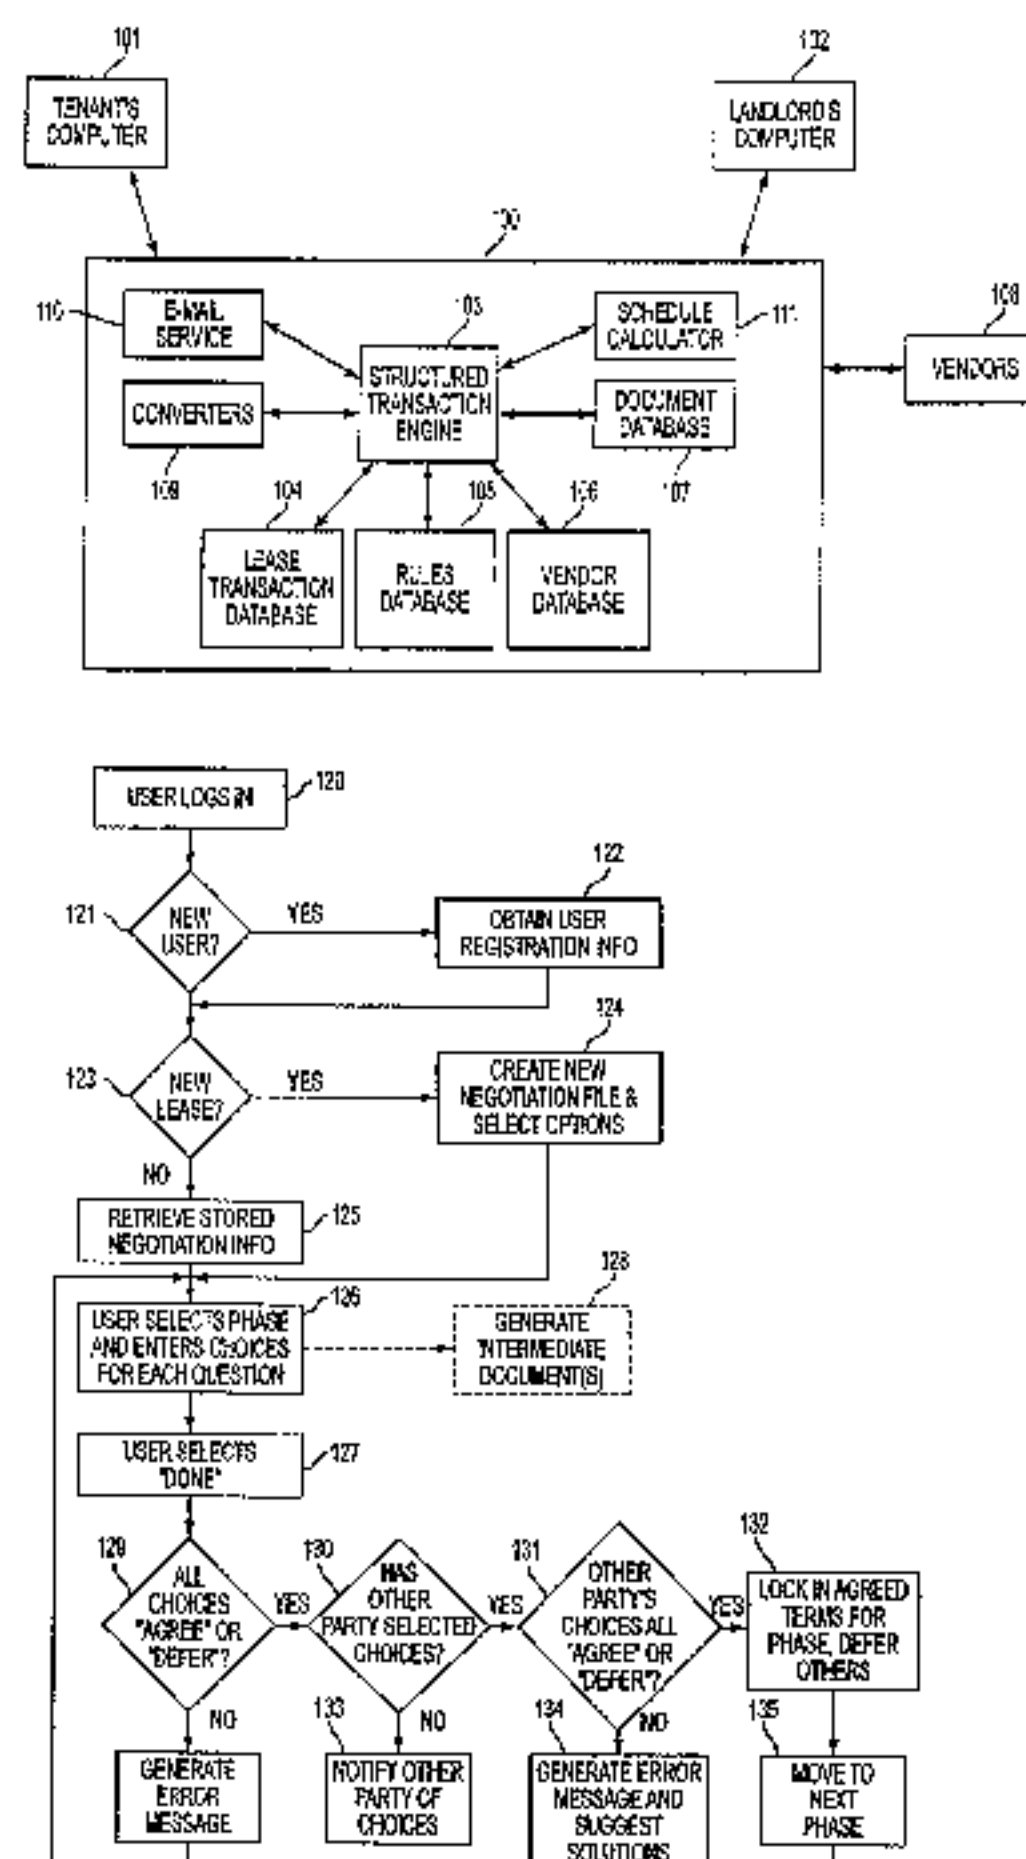 101
102
TENANT'S
COMPUTER
LANDLORD'S
COMPUTER
100
110
E-MAIL
SERVICE
103
SCHEDULE
CALCULATOR
111
108
VENDORS
STRUCTURED
TRANSACTION
ENGINE
CONVERTERS
DOCUMENT
DATABASE
109
104
105
106
107
LEASE
TRANSACTION
DATABASE
RULES
DATABASE
VENDOR
DATABASE
USER LOGS IN
120
121
NEW
USER?
YES
122
OBTAIN USER
REGISTRATION INFO
123
NEW
LEASE?
YES
124
CREATE NEW
NEGOTIATION FILE &
SELECT OPTIONS
NO
RETRIEVE STORED
NEGOTIATION INFO
125
126
USER SELECTS PHASE
AND ENTERS CHOICES
FOR EACH QUESTION
128
GENERATE
INTERMEDIATE
DOCUMENT(S)
USER SELECTS
"DONE"
127
129
ALL
CHOICES
"AGREE" OR
"DEFER"?
YES
130
HAS
OTHER
PARTY SELECTED
CHOICES?
YES
131
OTHER
PARTY'S
CHOICES ALL
"AGREE" OR
"DEFER"?
YES
132
LOCK IN AGREED
TERMS FOR
PHASE, DEFER
OTHERS
NO
133
NO
134
NO
135
GENERATE
ERROR
MESSAGE
NOTIFY OTHER
PARTY OF
CHOICES
GENERATE ERROR
MESSAGE AND
SUGGEST
SOLUTIONS
MOVE TO
NEXT
PHASE